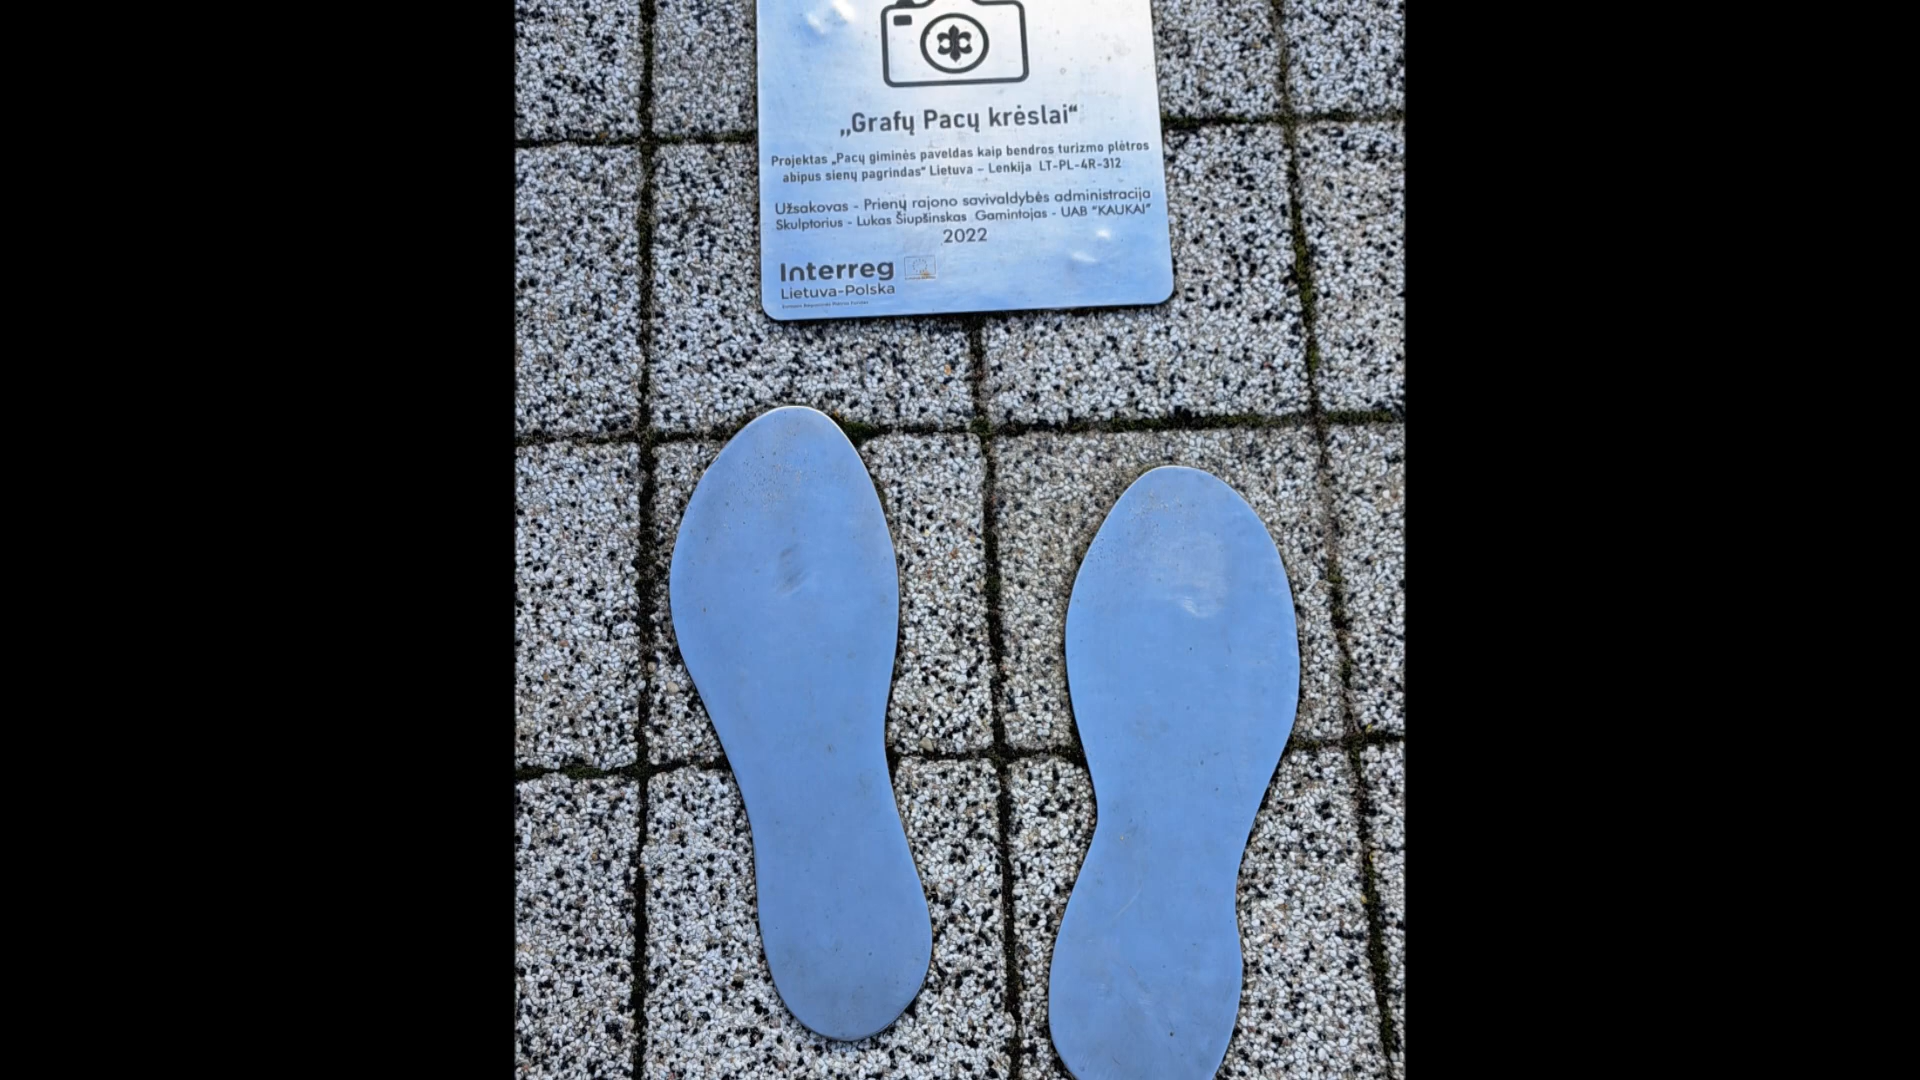 „Grafų Pacų krėslai“
Projektas „Pacų giminės paveldas kaip bendros turizmo plėtros
abipus sienų pagrindas“ Lietuva – Lenkija LT-PL-4R-312
Užsakovas - Prienų rajono savivaldybės administracija
Skulptorius - Lukas Šiupšinskas Gamintojas - UAB "KAUKAI"
2022
Interreg
Lietuva-Polska